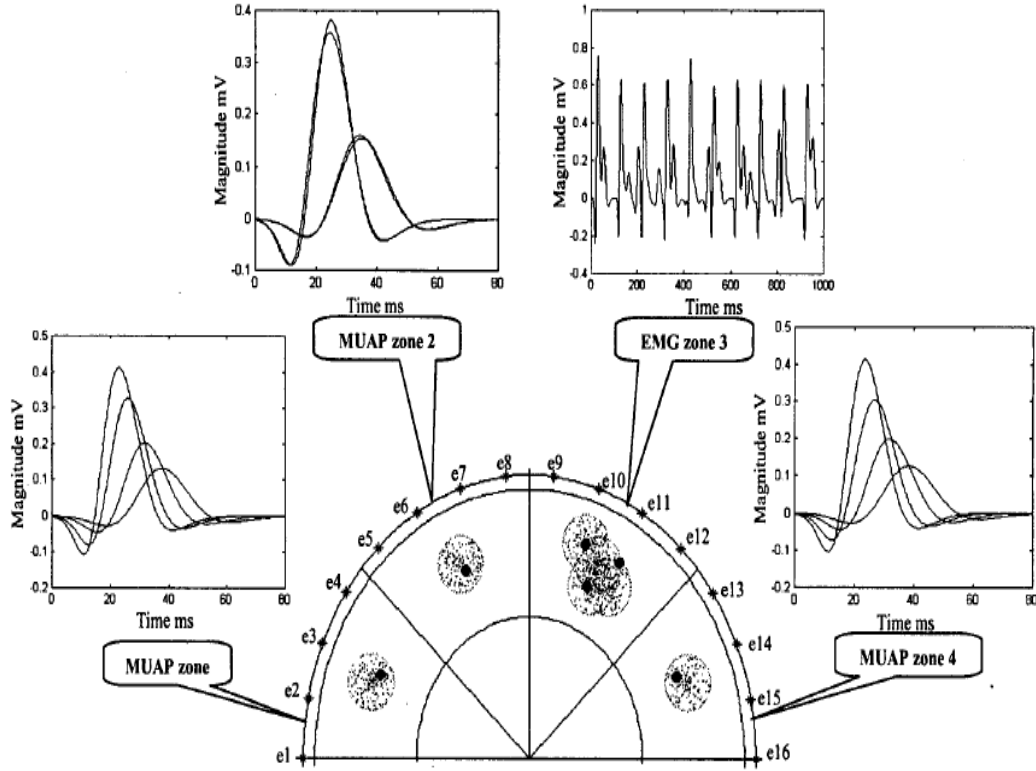 0.4
0.3
0.2
0.1
0
-0.1
0 20 40 60 80
Magnitude mV
Time ms
1
0.8
0.6
0.4
0.2
0
-0.2
-0.4
0 200 400 600 800 1000
Magnitude mV
Time ms
MUAP zone 2
EMG zone 3
0.5
0.4
0.3
0.2
0.1
0
-0.1
-0.2
0 20 40 60 80
Magnitude mV
Time ms
0.5
0.4
0.3
0.2
0.1
0
-0.1
-0.2
0 20 40 60 80
Magnitude mV
Time ms
MUAP zone
MUAP zone 4
e1
e2
e3
e4
e5
e6
e7
e8
e9
e10
e11
e12
e13
e14
e15
e16